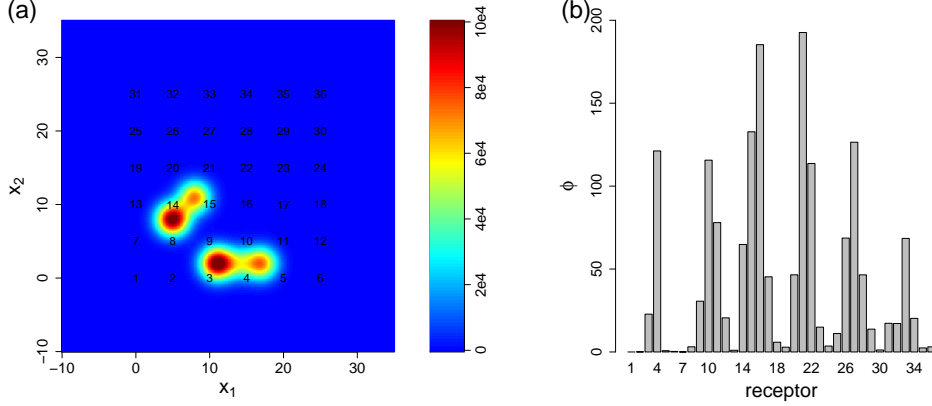 (a)
(b)
x₂
30
20
10
0
−10
31 32 33 34 35 36
25 26 27 28 29 30
19 20 21 22 23 24
13 14 15 16 17 18
7 8 9 10 11 12
1 2 3 4 5 6
−10 0 10 20 30
x₁
10e4
8e4
6e4
4e4
2e4
0
ϕ
200
150
100
50
0
1 4 7 10 14 18 22 26 30 34
receptor